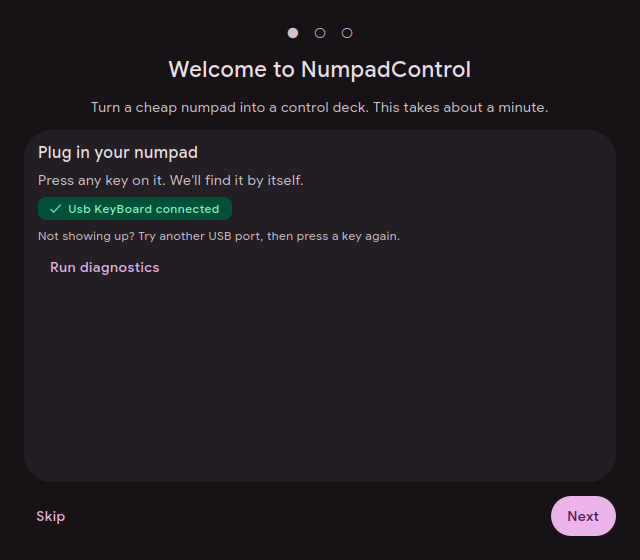 Welcome to NumpadControl
Turn a cheap numpad into a control deck. This takes about a minute.
Plug in your numpad
Press any key on it. We'll find it by itself.
Usb KeyBoard connected
Not showing up? Try another USB port, then press a key again.
Run diagnostics
Skip
Next